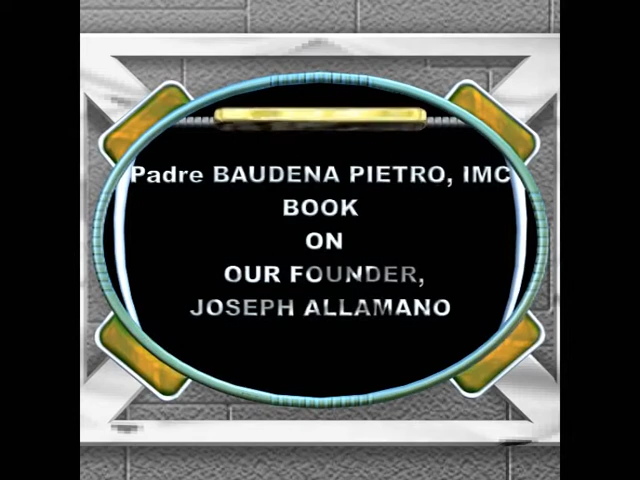 Padre BAUDENA PIETRO, IMC
BOOK
ON
OUR FOUNDER,
JOSEPH ALLAMANO